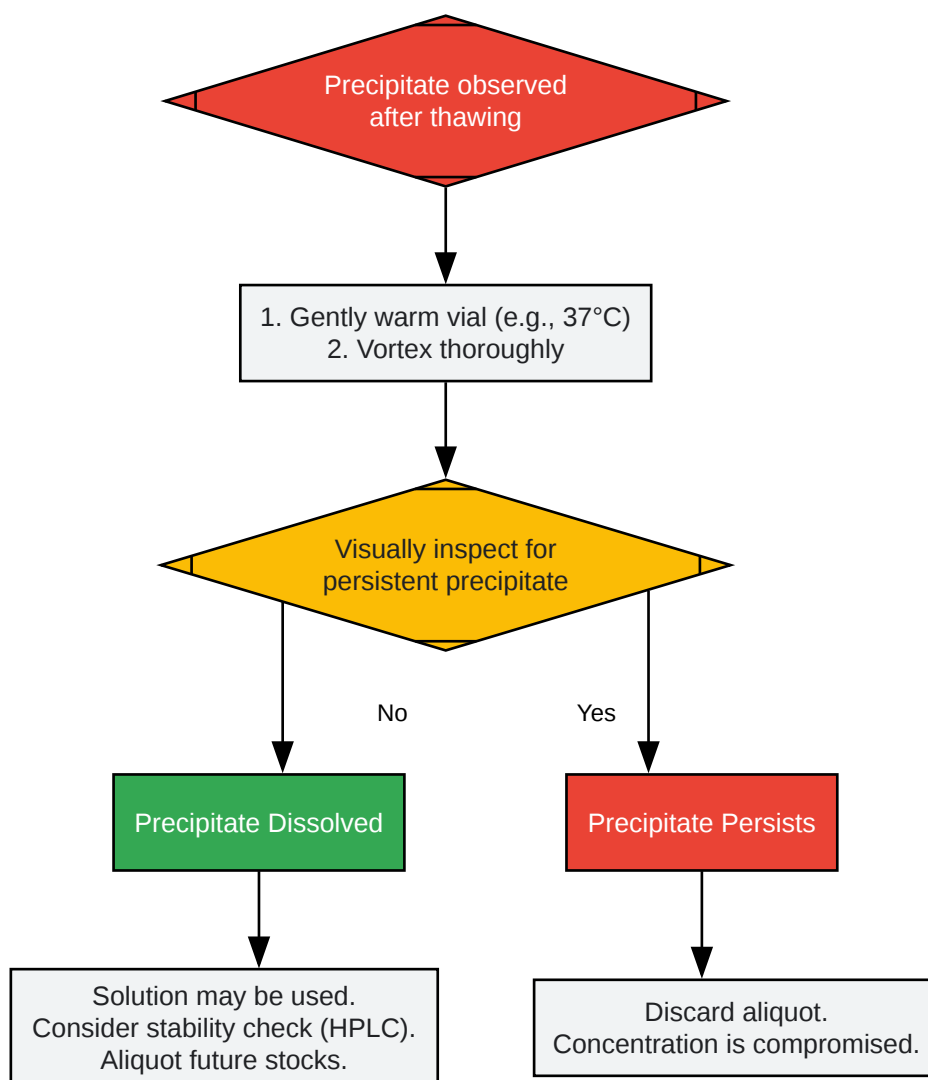 Precipitate observed
after thawing
1. Gently warm vial (e.g., 37°C)
2. Vortex thoroughly
Visually inspect for
persistent precipitate
No
Yes
Precipitate Dissolved
Precipitate Persists
Solution may be used.
Consider stability check (HPLC).
Aliquot future stocks.
Discard aliquot.
Concentration is compromised.